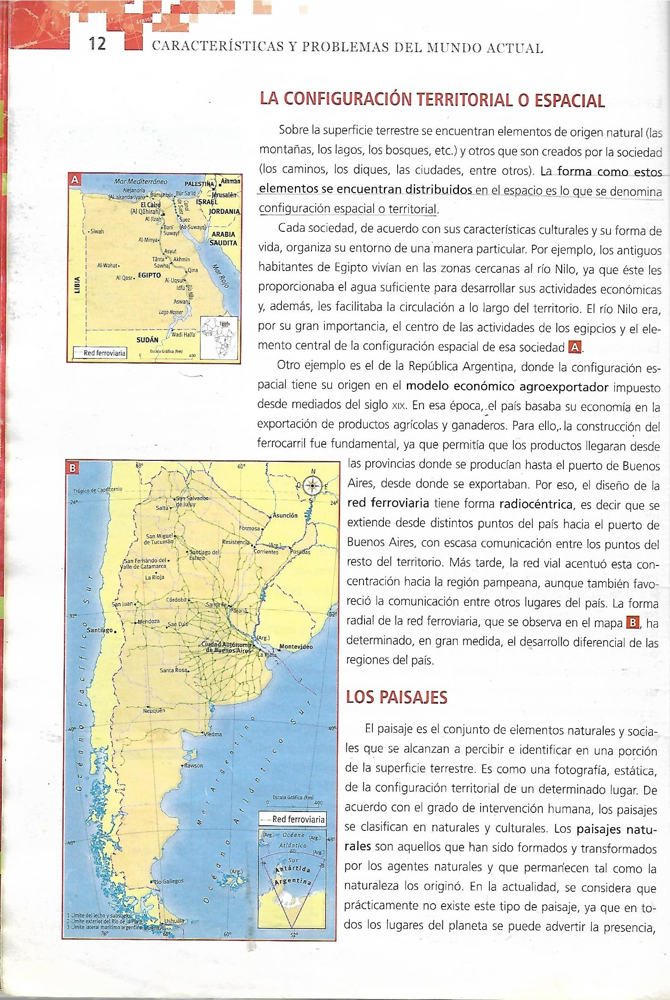 12
CARACTERÍSTICAS Y PROBLEMAS DEL MUNDO ACTUAL
LA CONFIGURACIÓN TERRITORIAL O ESPACIAL
Sobre la superficie terrestre se encuentran elementos de origen natural (las
montañas, los lagos, los bosques, etc.) y otros que son creados por la sociedad
(los caminos, los diques, las ciudades, entre otros). La forma como estos
elementos se encuentran distribuidos en el espacio es lo que se denomina
configuración espacial o territorial.
Cada sociedad, de acuerdo con sus características culturales y su forma de
vida, organiza su entorno de una manera particular. Por ejemplo, los antiguos
habitantes de Egipto vivían en las zonas cercanas al río Nilo, ya que éste les
proporcionaba el agua suficiente para desarrollar sus actividades económicas
y, además, les facilitaba la circulación a lo largo del territorio. El río Nilo era,
por su gran importancia, el centro de las actividades de los egipcios y el ele-
mento central de la configuración espacial de esa sociedad A.
Otro ejemplo es el de la República Argentina, donde la configuración es-
pacial tiene su origen en el modelo económico agroexportador impuesto
desde mediados del siglo XIX. En esa época, el país basaba su economía en la
exportación de productos agrícolas y ganaderos. Para ello, la construcción del
ferrocarril fue fundamental, ya que permitía que los productos llegaran desde
las provincias donde se producían hasta el puerto de Buenos
Aires, desde donde se exportaban. Por eso, el diseño de la
red ferroviaria tiene forma radiocéntrica, es decir que se
extiende desde distintos puntos del país hacia el puerto de
Buenos Aires, con escasa comunicación entre los puntos del
resto del territorio. Más tarde, la red vial acentuó esta con-
centración hacia la región pampeana, aunque también favo-
reció la comunicación entre otros lugares del país. La forma
radial de la red ferroviaria, que se observa en el mapa B, ha
determinado, en gran medida, el desarrollo diferencial de las
regiones del país.
LOS PAISAJES
El paisaje es el conjunto de elementos naturales y socia-
les que se alcanzan a percibir e identificar en una porción
de la superficie terrestre. Es como una fotografía, estática,
de la configuración territorial de un determinado lugar. De
acuerdo con el grado de intervención humana, los paisajes
se clasifican en naturales y culturales. Los paisajes natu-
rales son aquellos que han sido formados y transformados
por los agentes naturales y que permanecen tal como la
naturaleza los originó. En la actualidad, se considera que
prácticamente no existe este tipo de paisaje, ya que en to-
dos los lugares del planeta se puede advertir la presencia,
A
Mar Mediterráneo
PALESTINA
Ammán
Alejandría
(Al Iskandariyah)
Damanhûr
Bûr Sa'îd
Jerusalén
ISRAEL
El Cairo
(Al Qâhirah)
Canal
de Suez
JORDANIA
Al-Jîzah
Suez
(As Suways)
Siwah
Banî
Suwayf
ARABIA
SAUDITA
Al-Minya
Asyut
Tânta
Akhmîn
Sawhaj
Al-Wahat
Qina
Mar Rojo
Al-Qasr
EGIPTO
Al-Uqsur
LIBIA
Idfû
Río Nilo
Aswan
Lago Nasser
Egipto
Wadi Halfa
SUDÁN
Red ferroviaria
Escala Gráfica (km)
0
400
B
68°
60°
N
O
E
S
Trópico de Capricornio
24°
24°
San Salvador
de Jujuy
Salta
Asunción
Formosa
San Miguel
de Tucumán
Resistencia
(Arg.)
Corrientes
Posadas
Santiago del
Estero
San Fernando del
Valle de Catamarca
La Rioja
San Juan
Córdoba
Santa Fe
Paraná
32°
32°
Mendoza
San Luis
Santiago
(Arg.)
Ciudad Autónoma
de Buenos Aires
1
Montevideo
La Plata
2
Santa Rosa
3
Neuquén
40°
40°
Viedma
Rawson
Océano Pacífico Sur
Mar Argentino
Océano Atlántico Sur
Escala Gráfica (km)
0
400
Red ferroviaria
(Arg.)
Océano
(Arg.)
48°
48°
Atlántico
60
(Arg.)
74
Sur
25
Antártida
Argentina
(Arg.)
Río Gallegos
1 Límite del lecho y subsuelo
2-Límite exterior del Río de la Plata
3-Límite lateral marítimo argentino-uruguayo
Ushuaia
76°
68°
60°
52°